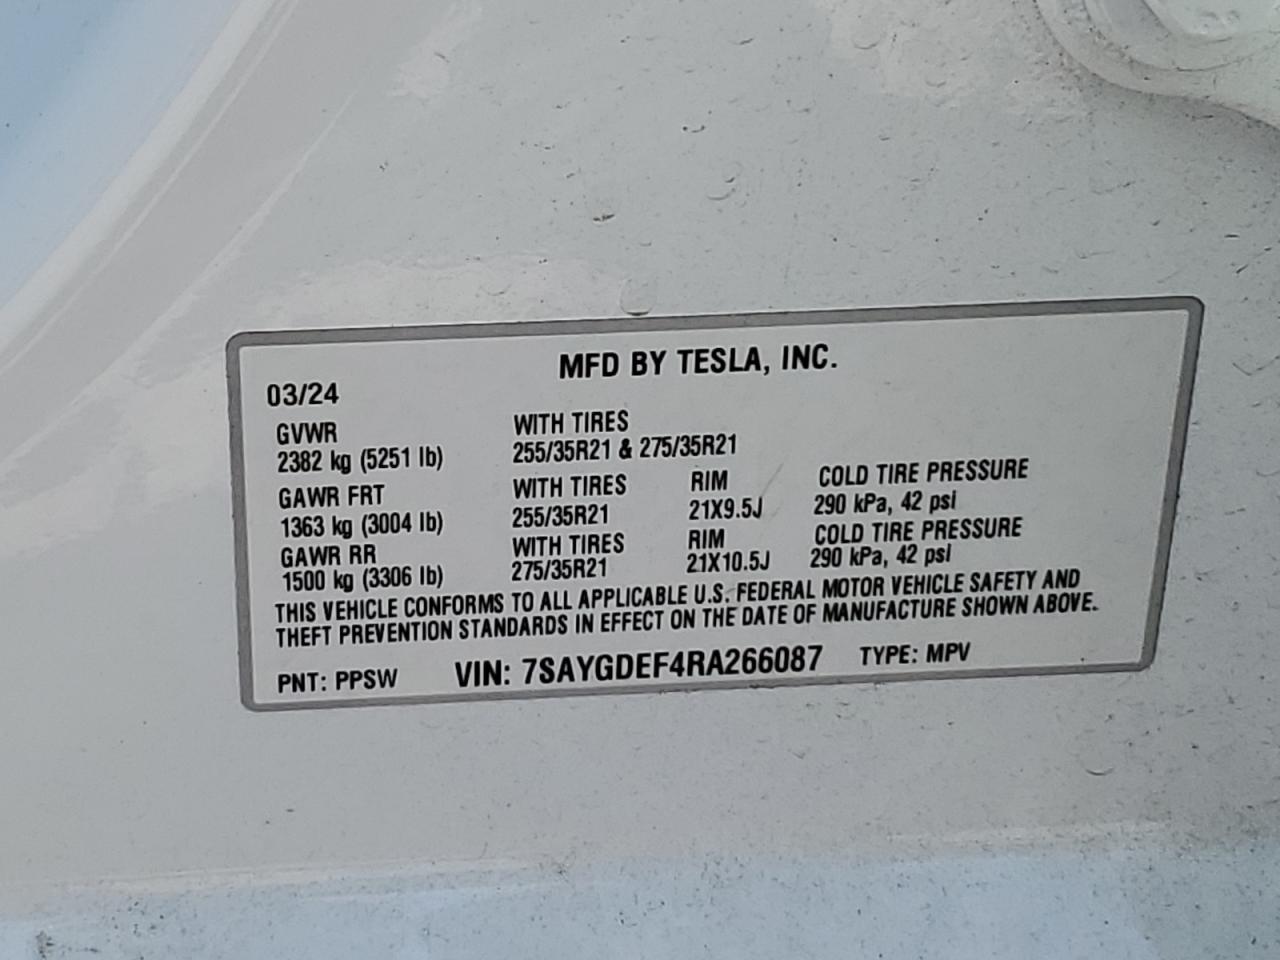 MFD BY TESLA, INC.
03/24
GVWR WITH TIRES
2382 kg (5251 lb) 255/35R21 & 275/35R21
GAWR FRT WITH TIRES RIM COLD TIRE PRESSURE
1363 kg (3004 lb) 255/35R21 21X9.5J 290 kPa, 42 psi
GAWR RR WITH TIRES RIM COLD TIRE PRESSURE
1500 kg (3306 lb) 275/35R21 21X10.5J 290 kPa, 42 psi
THIS VEHICLE CONFORMS TO ALL APPLICABLE U.S. FEDERAL MOTOR VEHICLE SAFETY AND
THEFT PREVENTION STANDARDS IN EFFECT ON THE DATE OF MANUFACTURE SHOWN ABOVE.
PNT: PPSW VIN: 7SAYGDEF4RA266087 TYPE: MPV